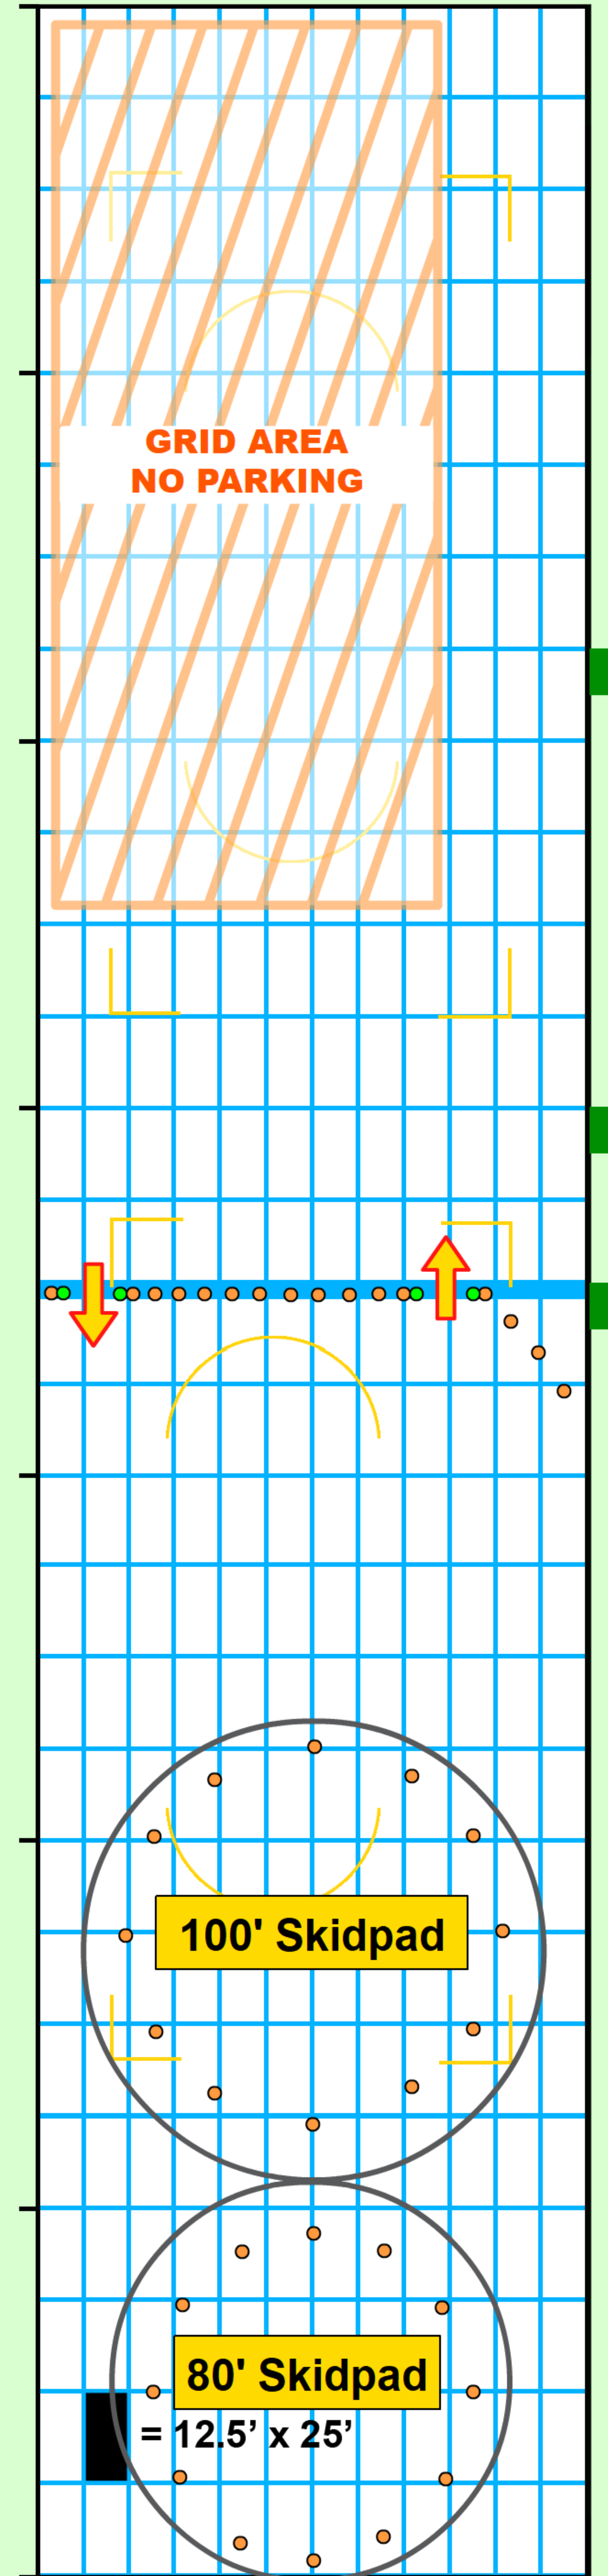 GRID AREA
NO PARKING
100' Skidpad
80' Skidpad
= 12.5’ x 25’